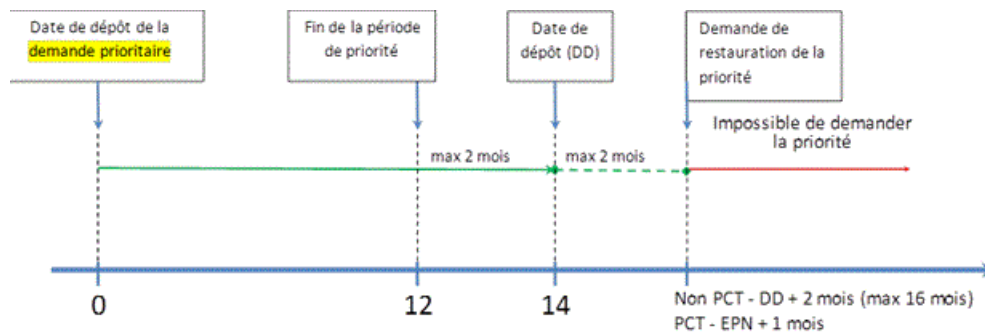 Date de dépôt de la
demande prioritaire
Fin de la période
de priorité
Date de
dépôt (DD)
Demande de
restauration de la
priorité
Impossible de demander
la priorité
max 2 mois
max 2 mois
0
12
14
Non PCT - DD + 2 mois (max 16 mois)
PCT - EPN + 1 mois